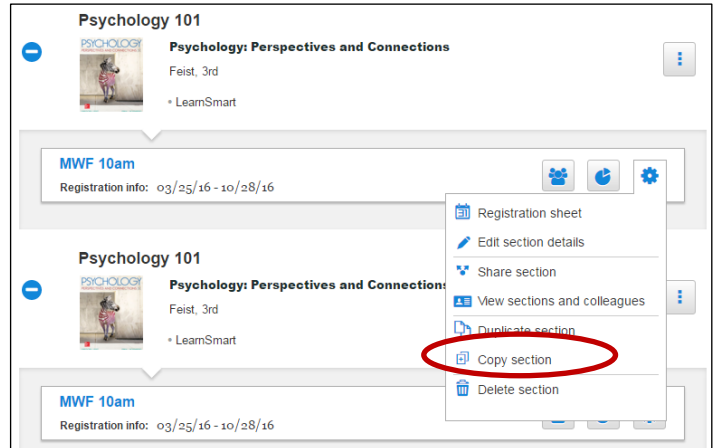 Psychology 101
PSYCHOLOGY
Psychology: Perspectives and Connections
Feist, 3rd
▪ LearnSmart
MWF 10am
Registration info: 03/25/16 - 10/28/16
Registration sheet
Edit section details
Share section
View sections and colleagues
Duplicate section
Copy section
Delete section
Psychology 101
PSYCHOLOGY
Psychology: Perspectives and Connections
Feist, 3rd
▪ LearnSmart
MWF 10am
Registration info: 03/25/16 - 10/28/16